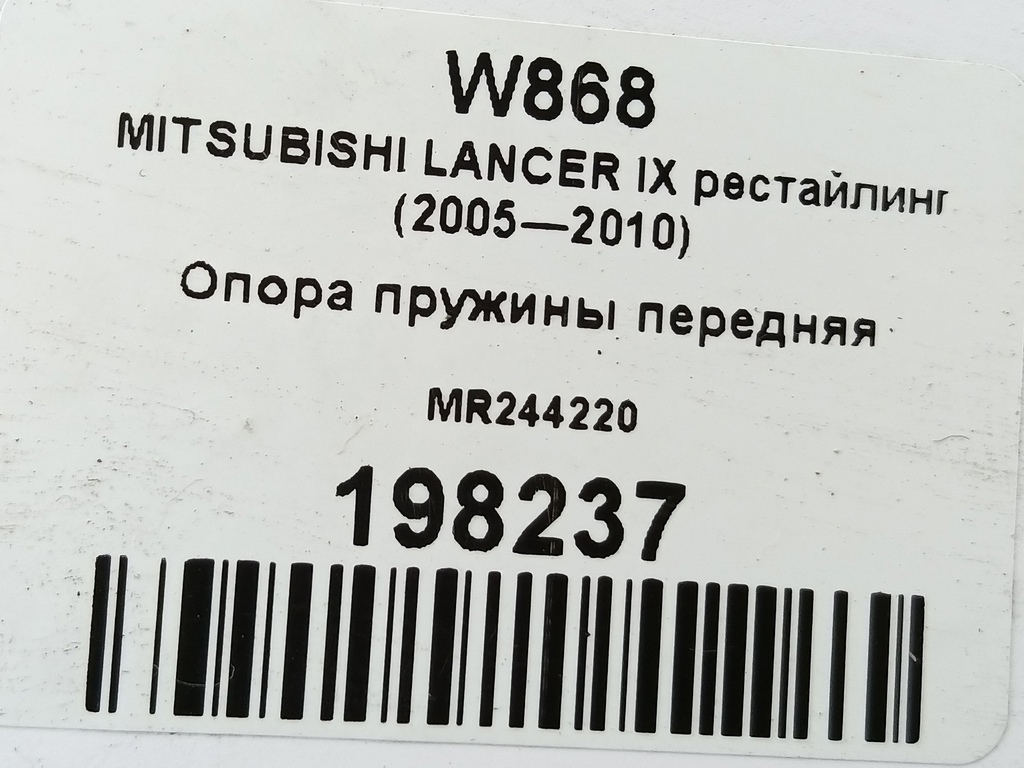 W868
MITSUBISHI LANCER IX рестайлинг
(2005—2010)
Опора пружины передняя
MR244220
198237